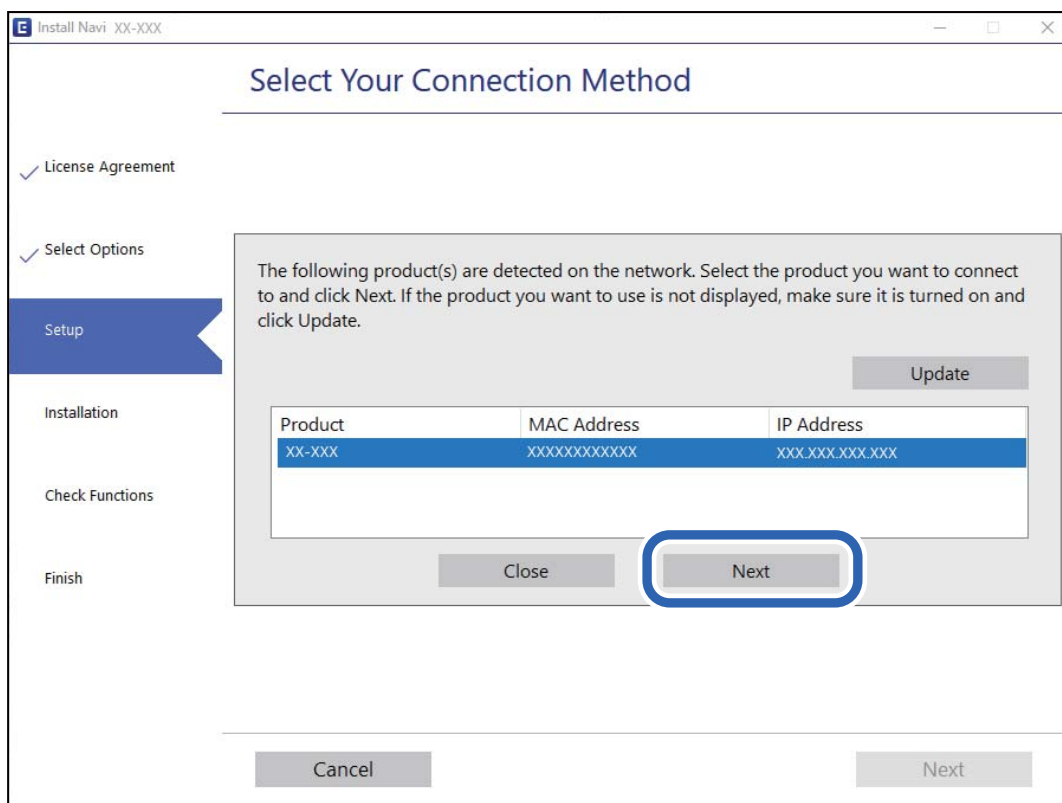 E Install Navi XX-XXX
Select Your Connection Method
License Agreement
Select Options
Setup
Installation
Check Functions
Finish
The following product(s) are detected on the network. Select the product you want to connect
to and click Next. If the product you want to use is not displayed, make sure it is turned on and
click Update.
Update
Product MAC Address IP Address
XX-XXX XXXXXXXXXXXX XXX.XXX.XXX.XXX
Close Next
Cancel Next